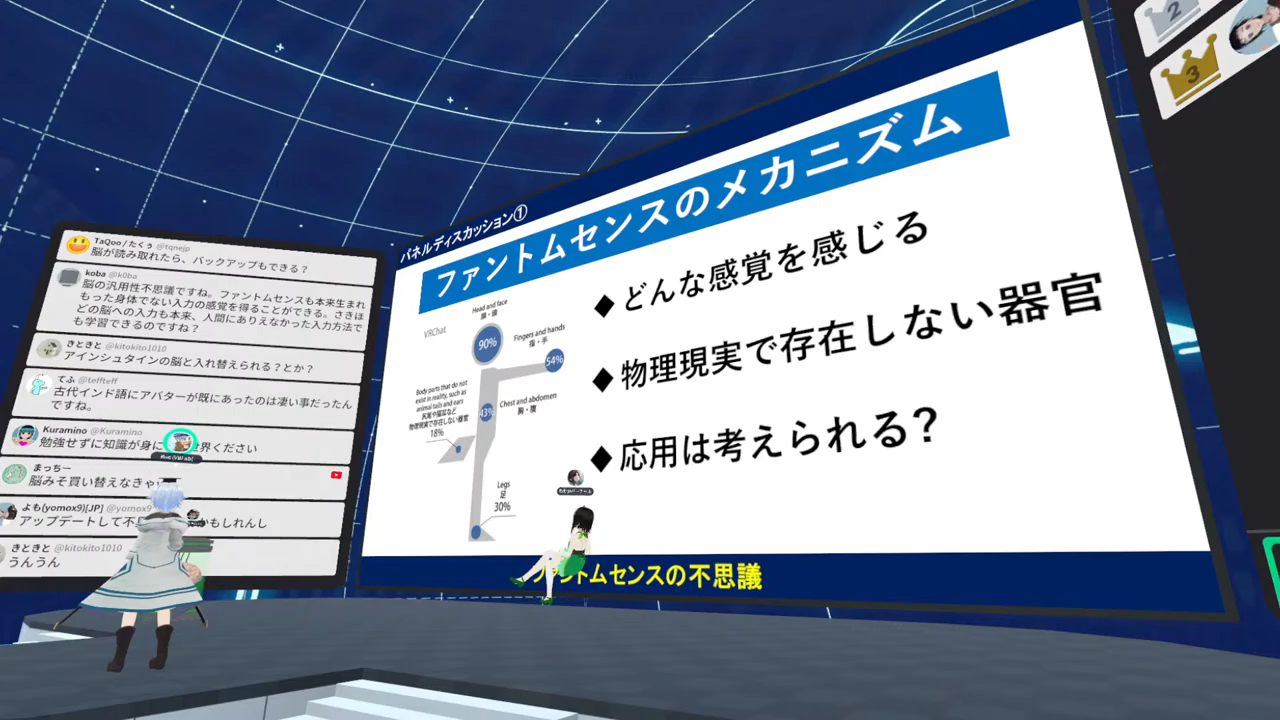 TaQoo / たくぅ @tqnejp
脳が読み取れたら、バックアップもできる？
koba @k0ba
脳の汎用性不思議ですね。ファントムセンスも本来生まれ
もった身体でない入力の感覚を得ることができる。さきほ
どの脳への入力も本来、人間にありえなかった入力方法で
も学習できるのですね？
きときと @kitokito1010
アインシュタインの脳と入れ替えられる？とか？
てふ @teffteff
古代インド語にアバターが既にあったのは凄い事だったん
ですね。
Kuramino @Kuramino
勉強せずに知識が身に 世界ください
まっちー
脳みそ買い替えなきゃ
よも(yomox9)[JP] @yomox9
アップデートして不 かもしれんし
きときと @kitokito1010
うんうん
パネルディスカッション①
ファントムセンスのメカニズム
VRChat
Head and face
頭・顔
90%
Fingers and hands
指・手
54%
Body parts that do not
exist in reality, such as
animal tails and ears
物理現実で存在しない器官
18%
43%
Chest and abdomen
胸・腹
Legs
足
30%
◆どんな感覚を感じる
◆物理現実で存在しない器官
◆応用は考えられる？
ファントムセンスの不思議
2
3